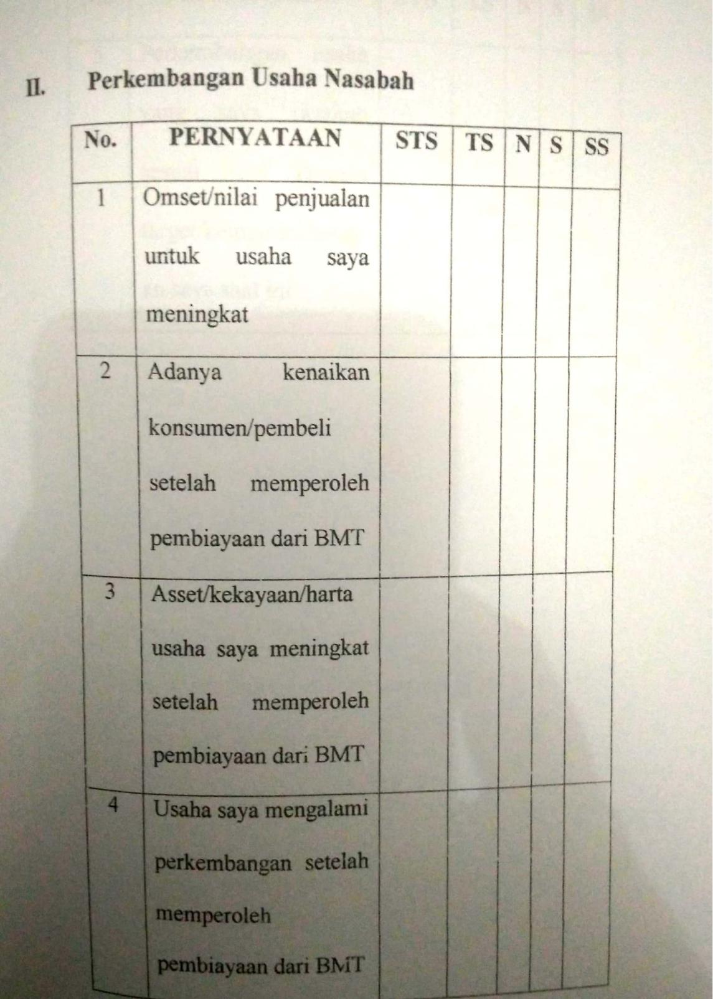 II. Perkembangan Usaha Nasabah
No. PERNYATAAN STS TS N S SS
1 Omset/nilai penjualan
untuk usaha saya
meningkat
2 Adanya kenaikan
konsumen/pembeli
setelah memperoleh
pembiayaan dari BMT
3 Asset/kekayaan/harta
usaha saya meningkat
setelah memperoleh
pembiayaan dari BMT
4 Usaha saya mengalami
perkembangan setelah
memperoleh
pembiayaan dari BMT